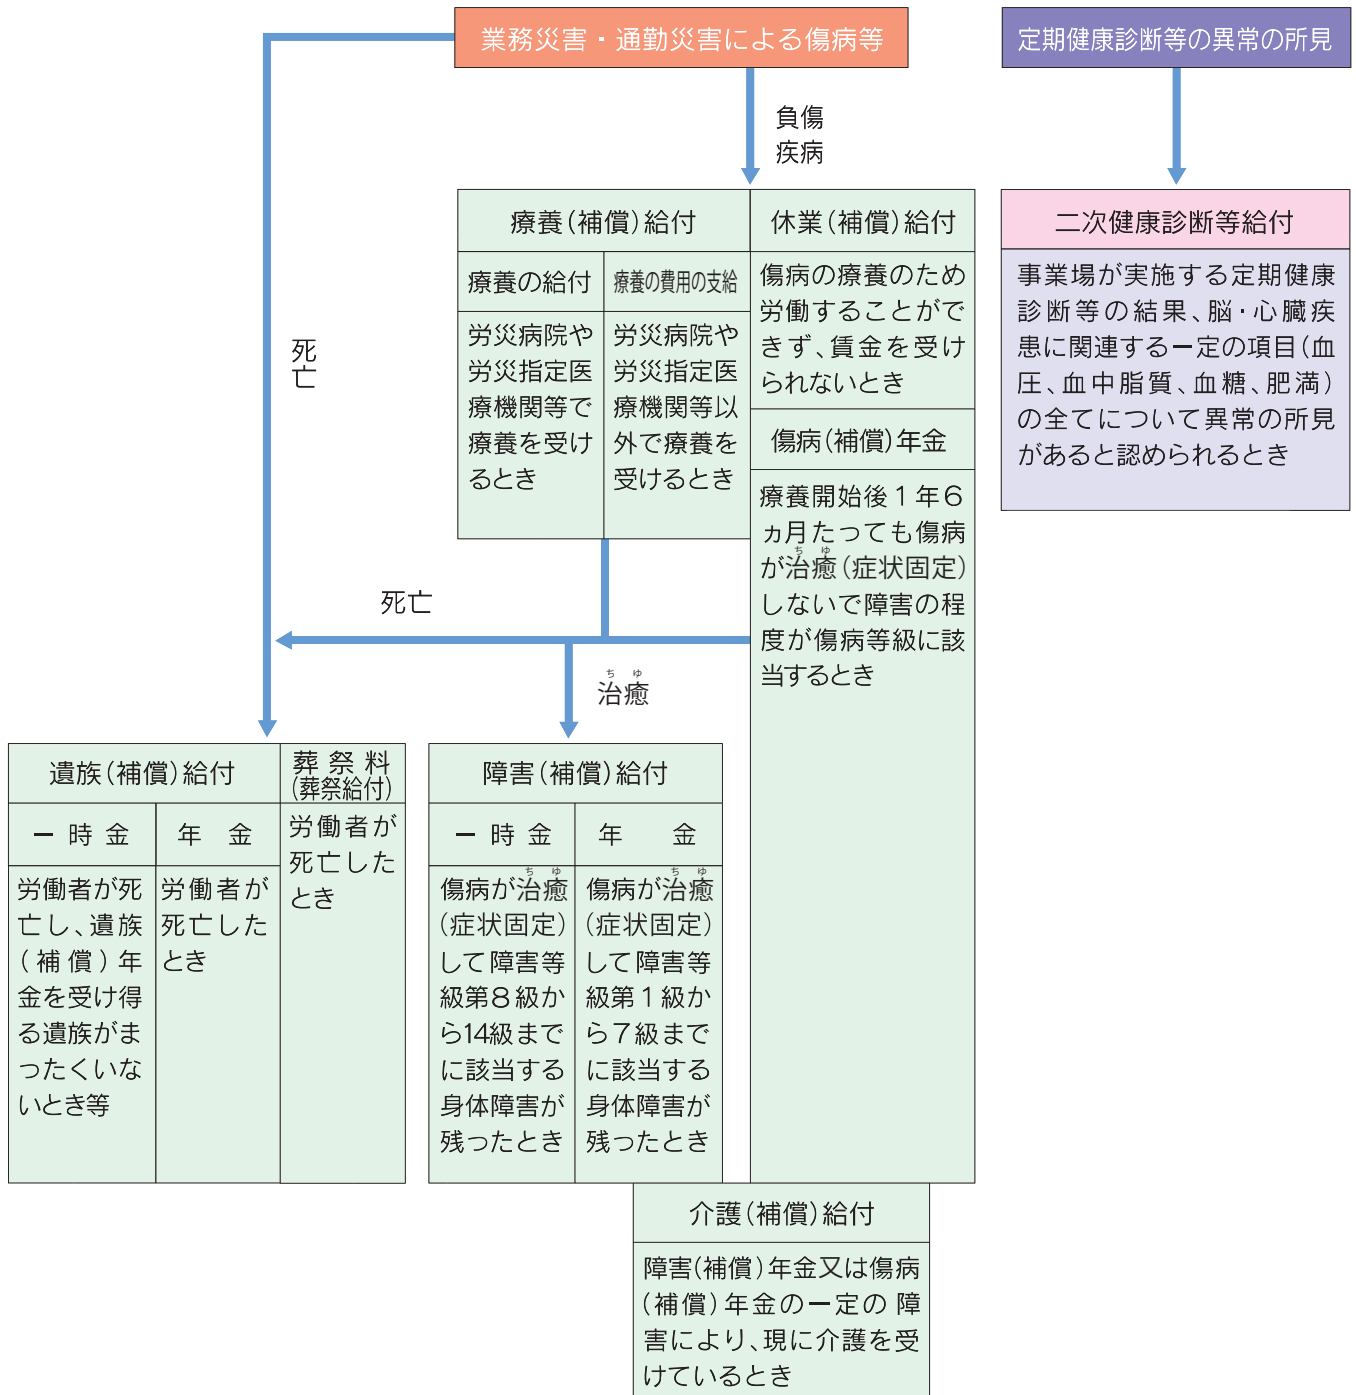 業務災害・通勤災害による傷病等
定期健康診断等の異常の所見
負傷
疾病
死亡
療養(補償)給付
療養の給付
労災病院や
労災指定医
療機関等で
療養を受け
るとき
療養の費用の支給
労災病院や
労災指定医
療機関等以
外で療養を
受けるとき
休業(補償)給付
傷病の療養のため
労働することがで
きず、賃金を受け
られないとき
傷病(補償)年金
療養開始後1年6
ヵ月たっても傷病
ちゆ
が治癒(症状固定)
しないで障害の程
度が傷病等級に該
当するとき
二次健康診断等給付
事業場が実施する定期健康
診断等の結果、脳・心臓疾
患に関連する一定の項目(血
圧、血中脂質、血糖、肥満)
の全てについて異常の所見
があると認められるとき
死亡
ちゆ
治癒
遺族(補償)給付
一時金
労働者が死
亡し、遺族
(補償)年
金を受け得
る遺族がま
ったくいな
いとき等
年 金
労働者が
死亡した
とき
葬祭料
(葬祭給付)
労働者が
死亡した
とき
障害(補償)給付
一時金
ちゆ
傷病が治癒
(症状固定)
して障害等
級第8級か
ら14級まで
に該当する
身体障害が
残ったとき
年 金
ちゆ
傷病が治癒
(症状固定)
して障害等
級第1級か
ら7級まで
に該当する
身体障害が
残ったとき
介護(補償)給付
障害(補償)年金又は傷病
(補償)年金の一定の障
害により、現に介護を受
けているとき